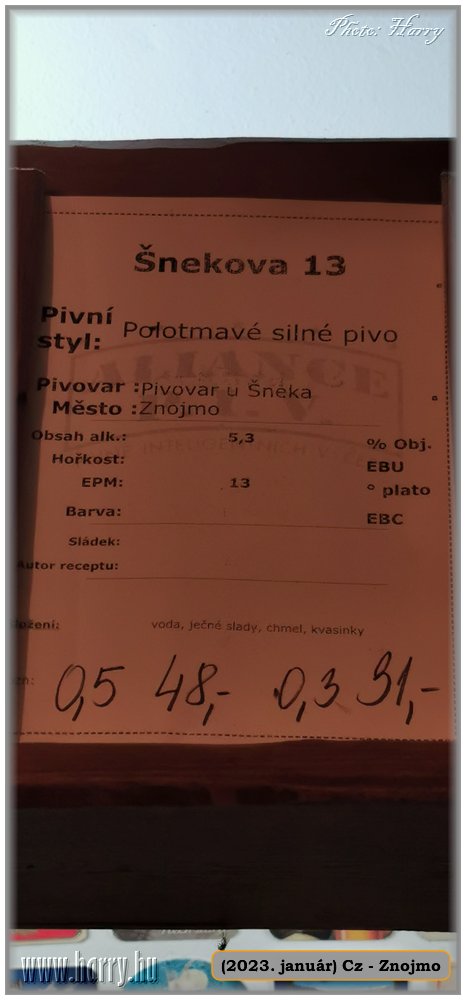 Photo: Harry
Šnekova 13
Pivní styl: Polotmavé silné pivo
ALIANCE
P.I.V.
Pivovar : Pivovar u Šneka
Město : Znojmo
Obsah alk.: 5,3 % Obj.
Hořkost: EBU
EPM: 13 ° plato
Barva: EBC
Sládek:
Autor receptu:
Složení: voda, ječné slady, chmel, kvasinky
0,5 48,- 0,3 31,-
www.harry.hu
(2023. január) Cz - Znojmo